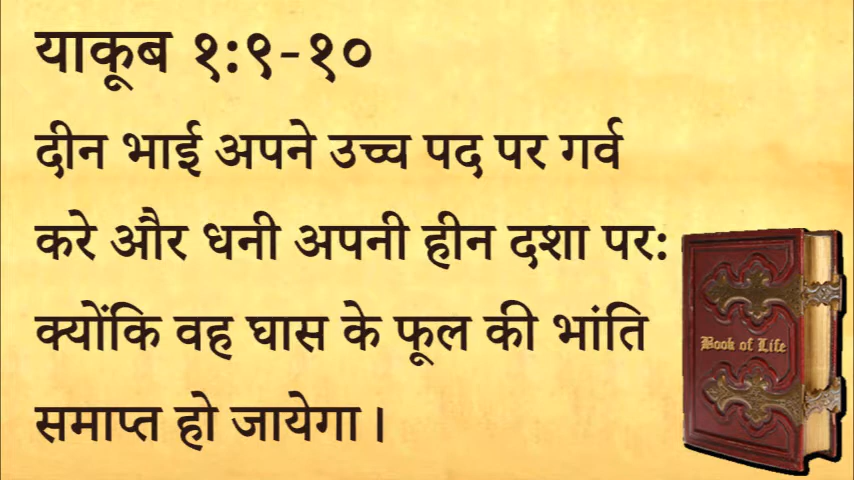 याकूब १:९-१०
दीन भाई अपने उच्च पद पर गर्व
करे और धनी अपनी हीन दशा पर:
क्योंकि वह घास के फूल की भांति
समाप्त हो जायेगा।
Book of Life